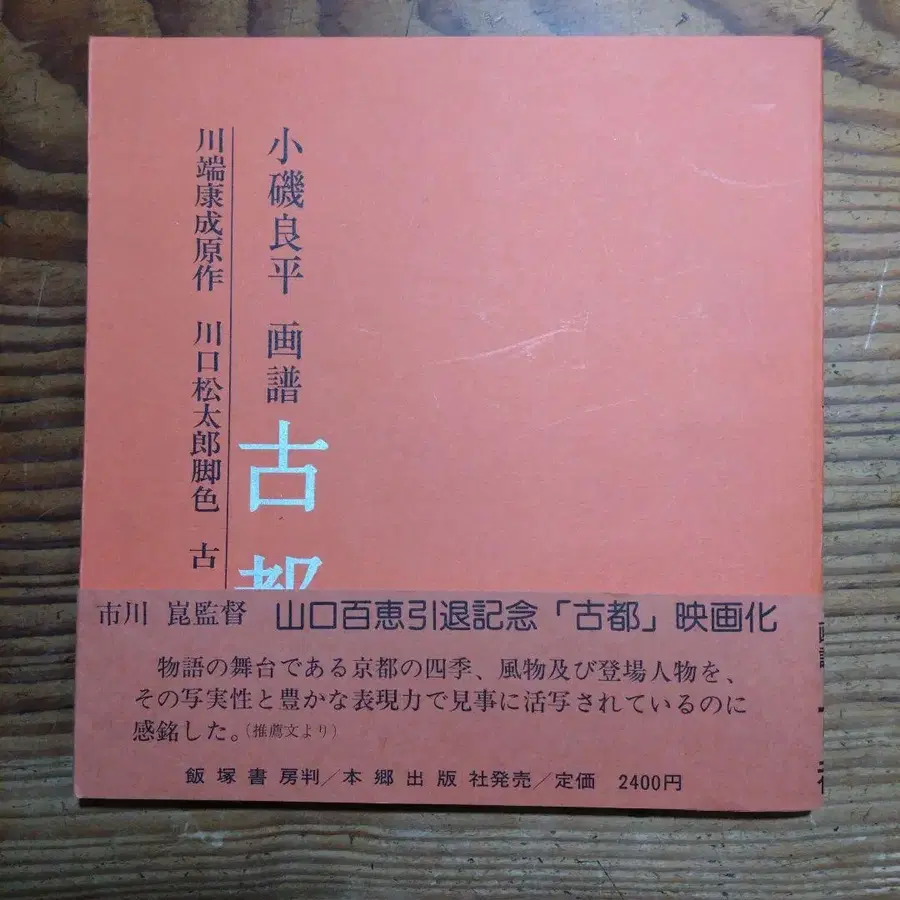 小磯良平 画譜
古都
川端康成原作 川口松太郎脚色 古
市川 崑監督 山口百恵引退記念「古都」映画化
物語の舞台である京都の四季、風物及び登場人物を、
その写実性と豊かな表現力で見事に活写されているのに
感銘した。(推薦文より)
飯塚書房判/本郷出版社発売/定価 2400円
画譜